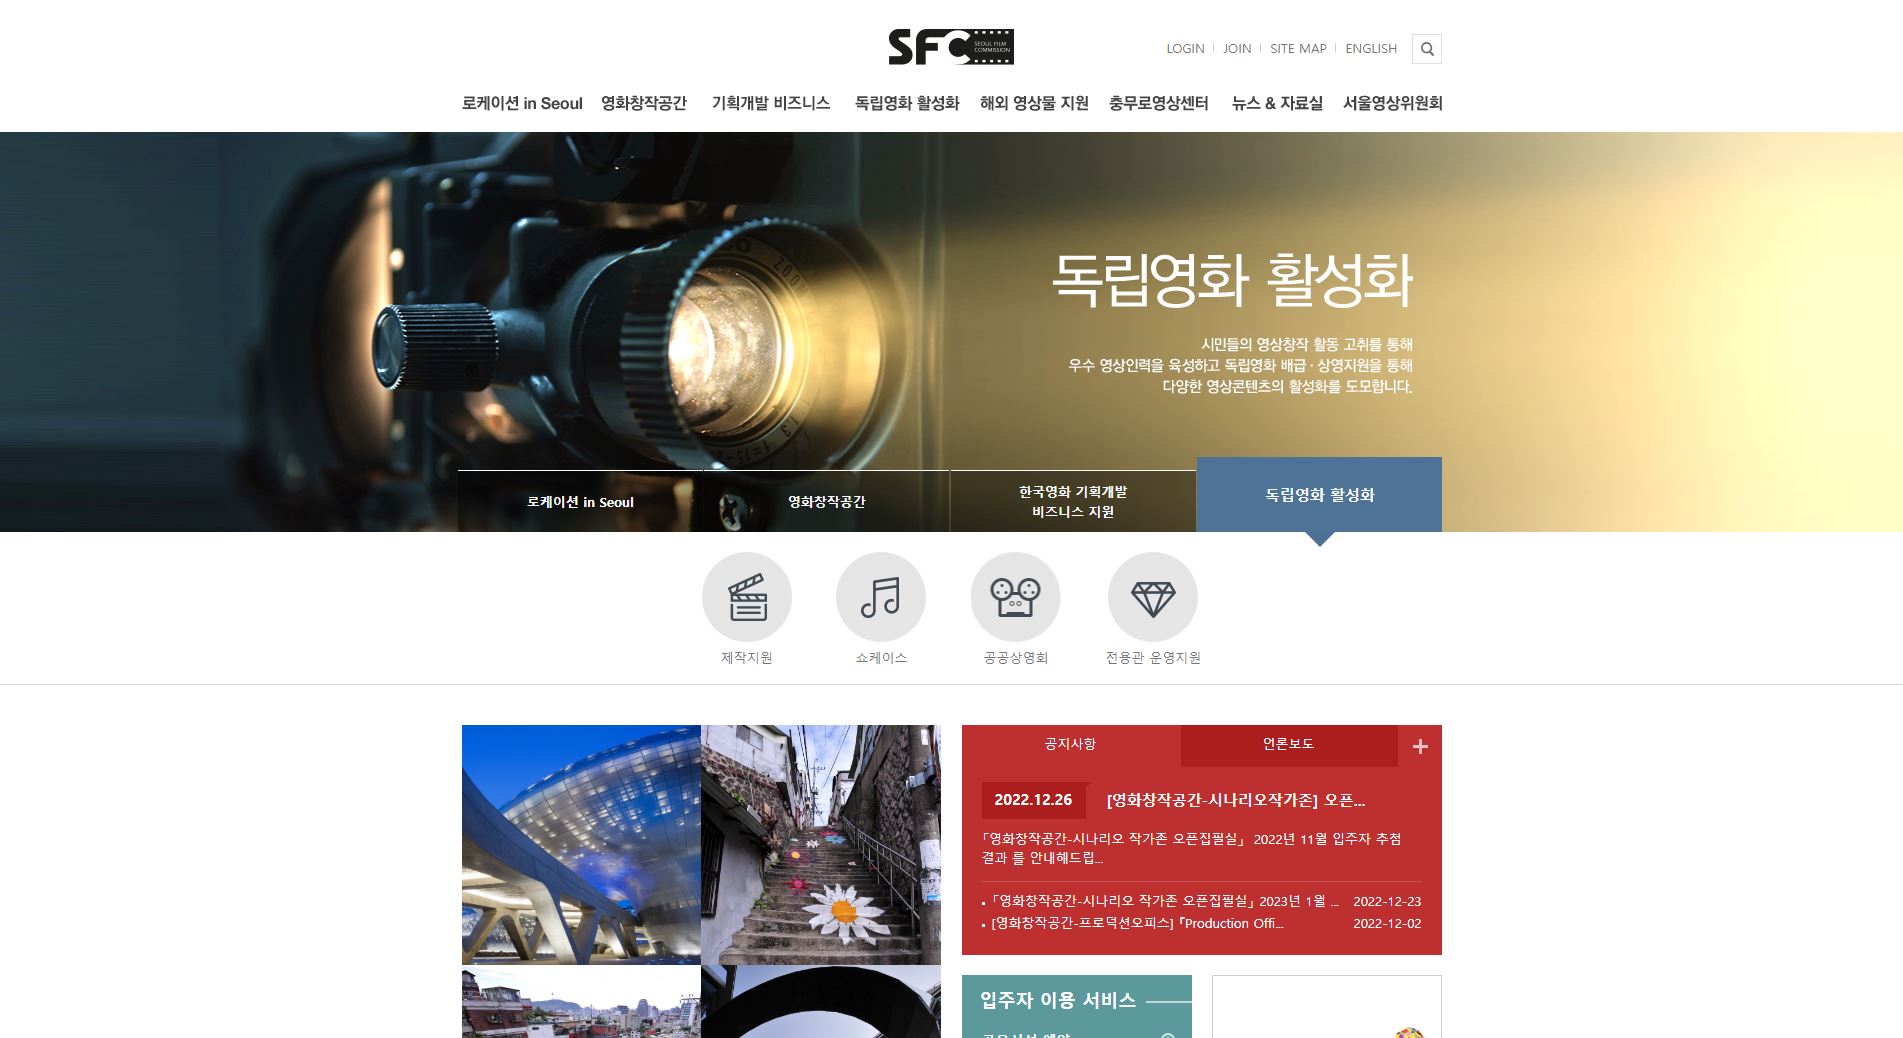 SFC SEOUL FILM
COMMISSION
LOGIN JOIN SITE MAP ENGLISH
로케이션 in Seoul 영화창작공간 기획개발 비즈니스 독립영화 활성화 해외 영상물 지원 충무로영상센터 뉴스 & 자료실 서울영상위원회
독립영화 활성화
시민들의 영상창작 활동 고취를 통해
우수 영상인력을 육성하고 독립영화 배급 · 상영지원을 통해
다양한 영상콘텐츠의 활성화를 도모합니다.
로케이션 in Seoul
영화창작공간
한국영화 기획개발
비즈니스 지원
독립영화 활성화
제작지원 쇼케이스 공공상영회 전용관 운영지원
공지사항 언론보도 +
2022.12.26 [영화창작공간-시나리오작가존] 오픈...
「영화창작공간-시나리오 작가존 오픈집필실」 2022년 11월 입주자 추첨
결과 를 안내해드립...
「영화창작공간-시나리오 작가존 오픈집필실」 2023년 1월 ... 2022-12-23
[영화창작공간-프로덕션오피스] 『Production Offi... 2022-12-02
입주자 이용 서비스